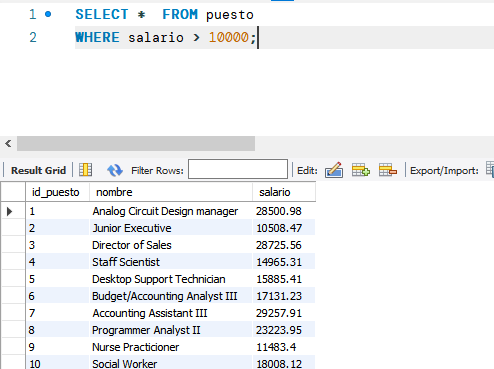 1 SELECT * FROM puesto
2 WHERE salario > 10000;
Result Grid Filter Rows: Edit: Export/Import:
id_puesto nombre salario
1 Analog Circuit Design manager 28500.98
2 Junior Executive 10508.47
3 Director of Sales 28725.56
4 Staff Scientist 14965.31
5 Desktop Support Technician 15885.41
6 Budget/Accounting Analyst III 17131.23
7 Accounting Assistant III 29257.91
8 Programmer Analyst II 23223.95
9 Nurse Practicioner 11483.4
10 Social Worker 18008.12